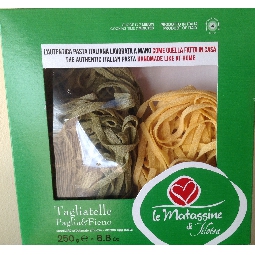 L'AUTENTICA PASTA ITALIANA LAVORATA A MANO COME QUELLA FATTA IN CASA
THE AUTHENTIC ITALIAN PASTA HANDMADE LIKE AT HOME
Tagliatelle
Paglia&Fieno
250 g e 8.8 oz
le Matassine
di Filotea